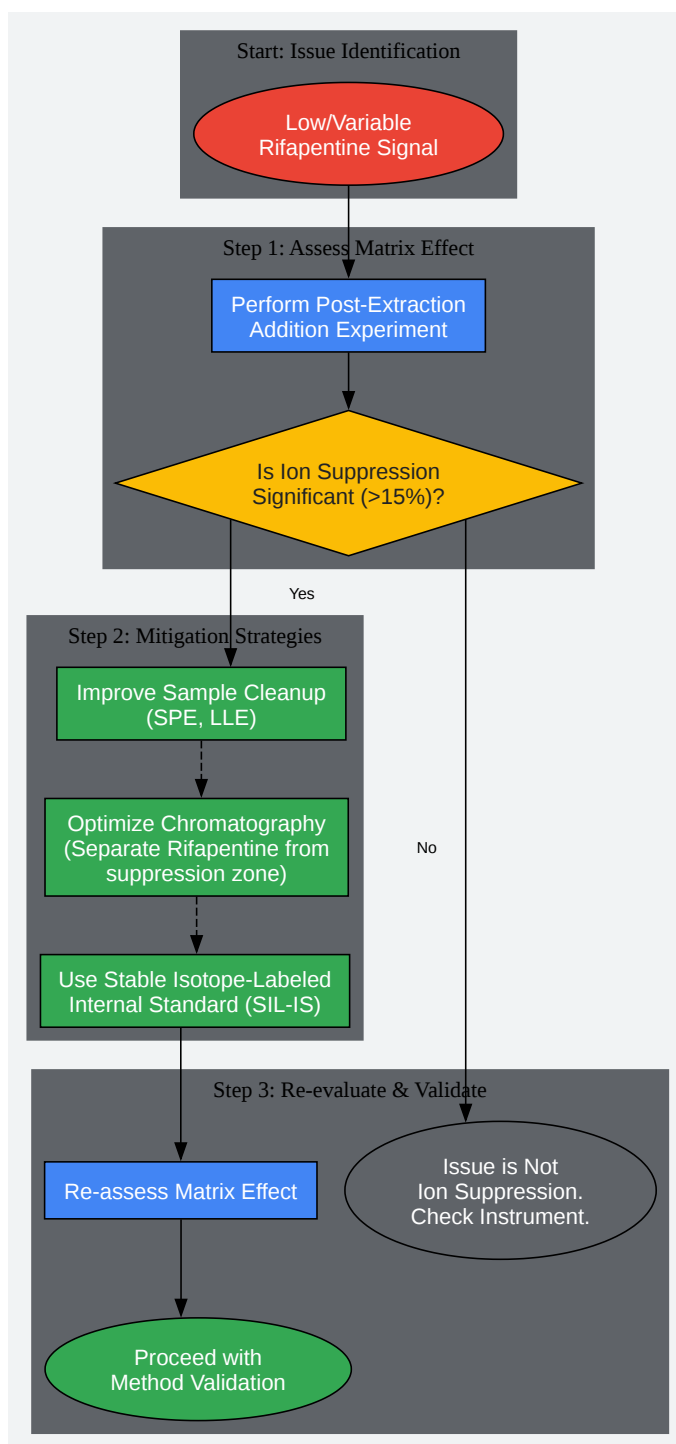 Start: Issue Identification
Low/Variable
Rifapentine Signal
Step 1: Assess Matrix Effect
Perform Post-Extraction
Addition Experiment
Is Ion Suppression
Significant (>15%)?
Yes
Step 2: Mitigation Strategies
Improve Sample Cleanup
(SPE, LLE)
Optimize Chromatography
(Separate Rifapentine from
suppression zone)
No
Use Stable Isotope-Labeled
Internal Standard (SIL-IS)
Step 3: Re-evaluate & Validate
Re-assess Matrix Effect
Issue is Not
Ion Suppression.
Check Instrument.
Proceed with
Method Validation